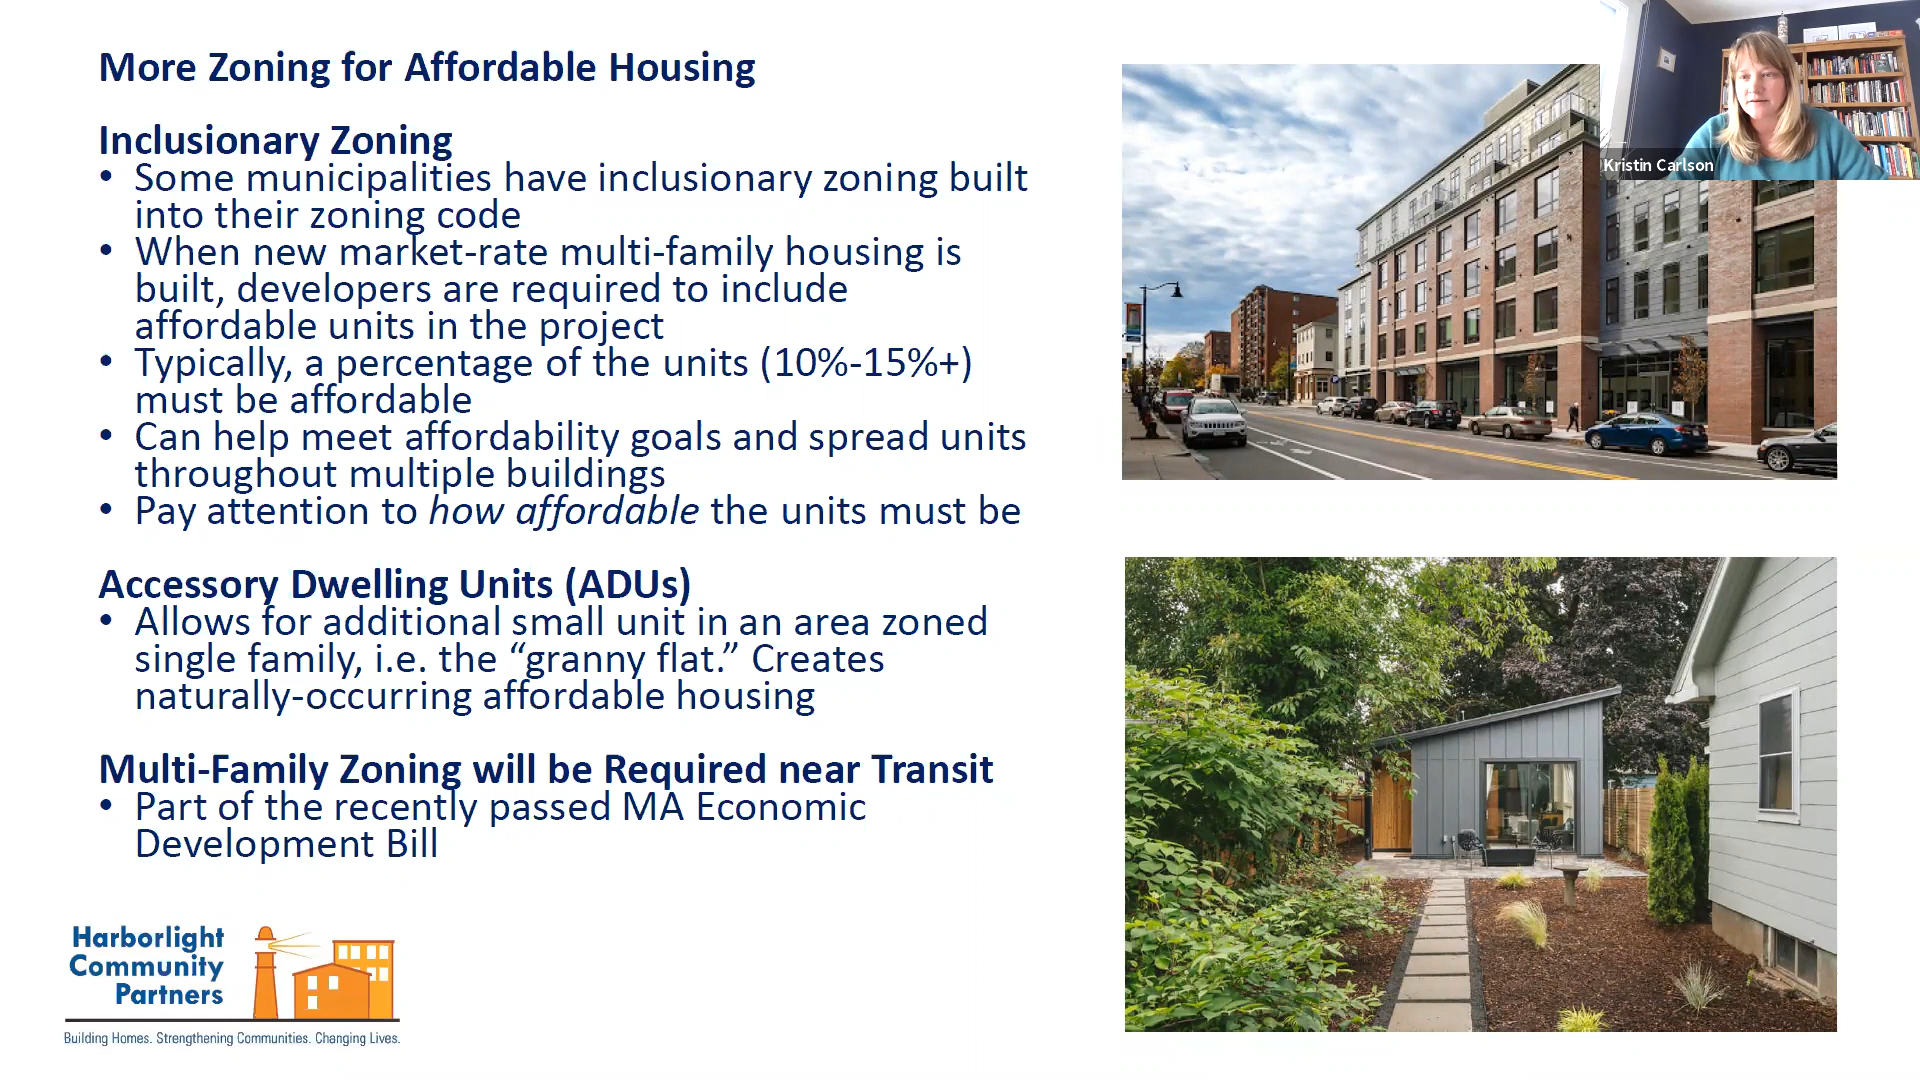 More Zoning for Affordable Housing
Inclusionary Zoning
• Some municipalities have inclusionary zoning built
into their zoning code
• When new market-rate multi-family housing is
built, developers are required to include
affordable units in the project
• Typically, a percentage of the units (10%-15%+)
must be affordable
• Can help meet affordability goals and spread units
throughout multiple buildings
• Pay attention to how affordable the units must be
Accessory Dwelling Units (ADUs)
• Allows for additional small unit in an area zoned
single family, i.e. the “granny flat.” Creates
naturally-occurring affordable housing
Multi-Family Zoning will be Required near Transit
• Part of the recently passed MA Economic
Development Bill
Harborlight
Community
Partners
Building Homes. Strengthening Communities. Changing Lives.
Kristin Carlson